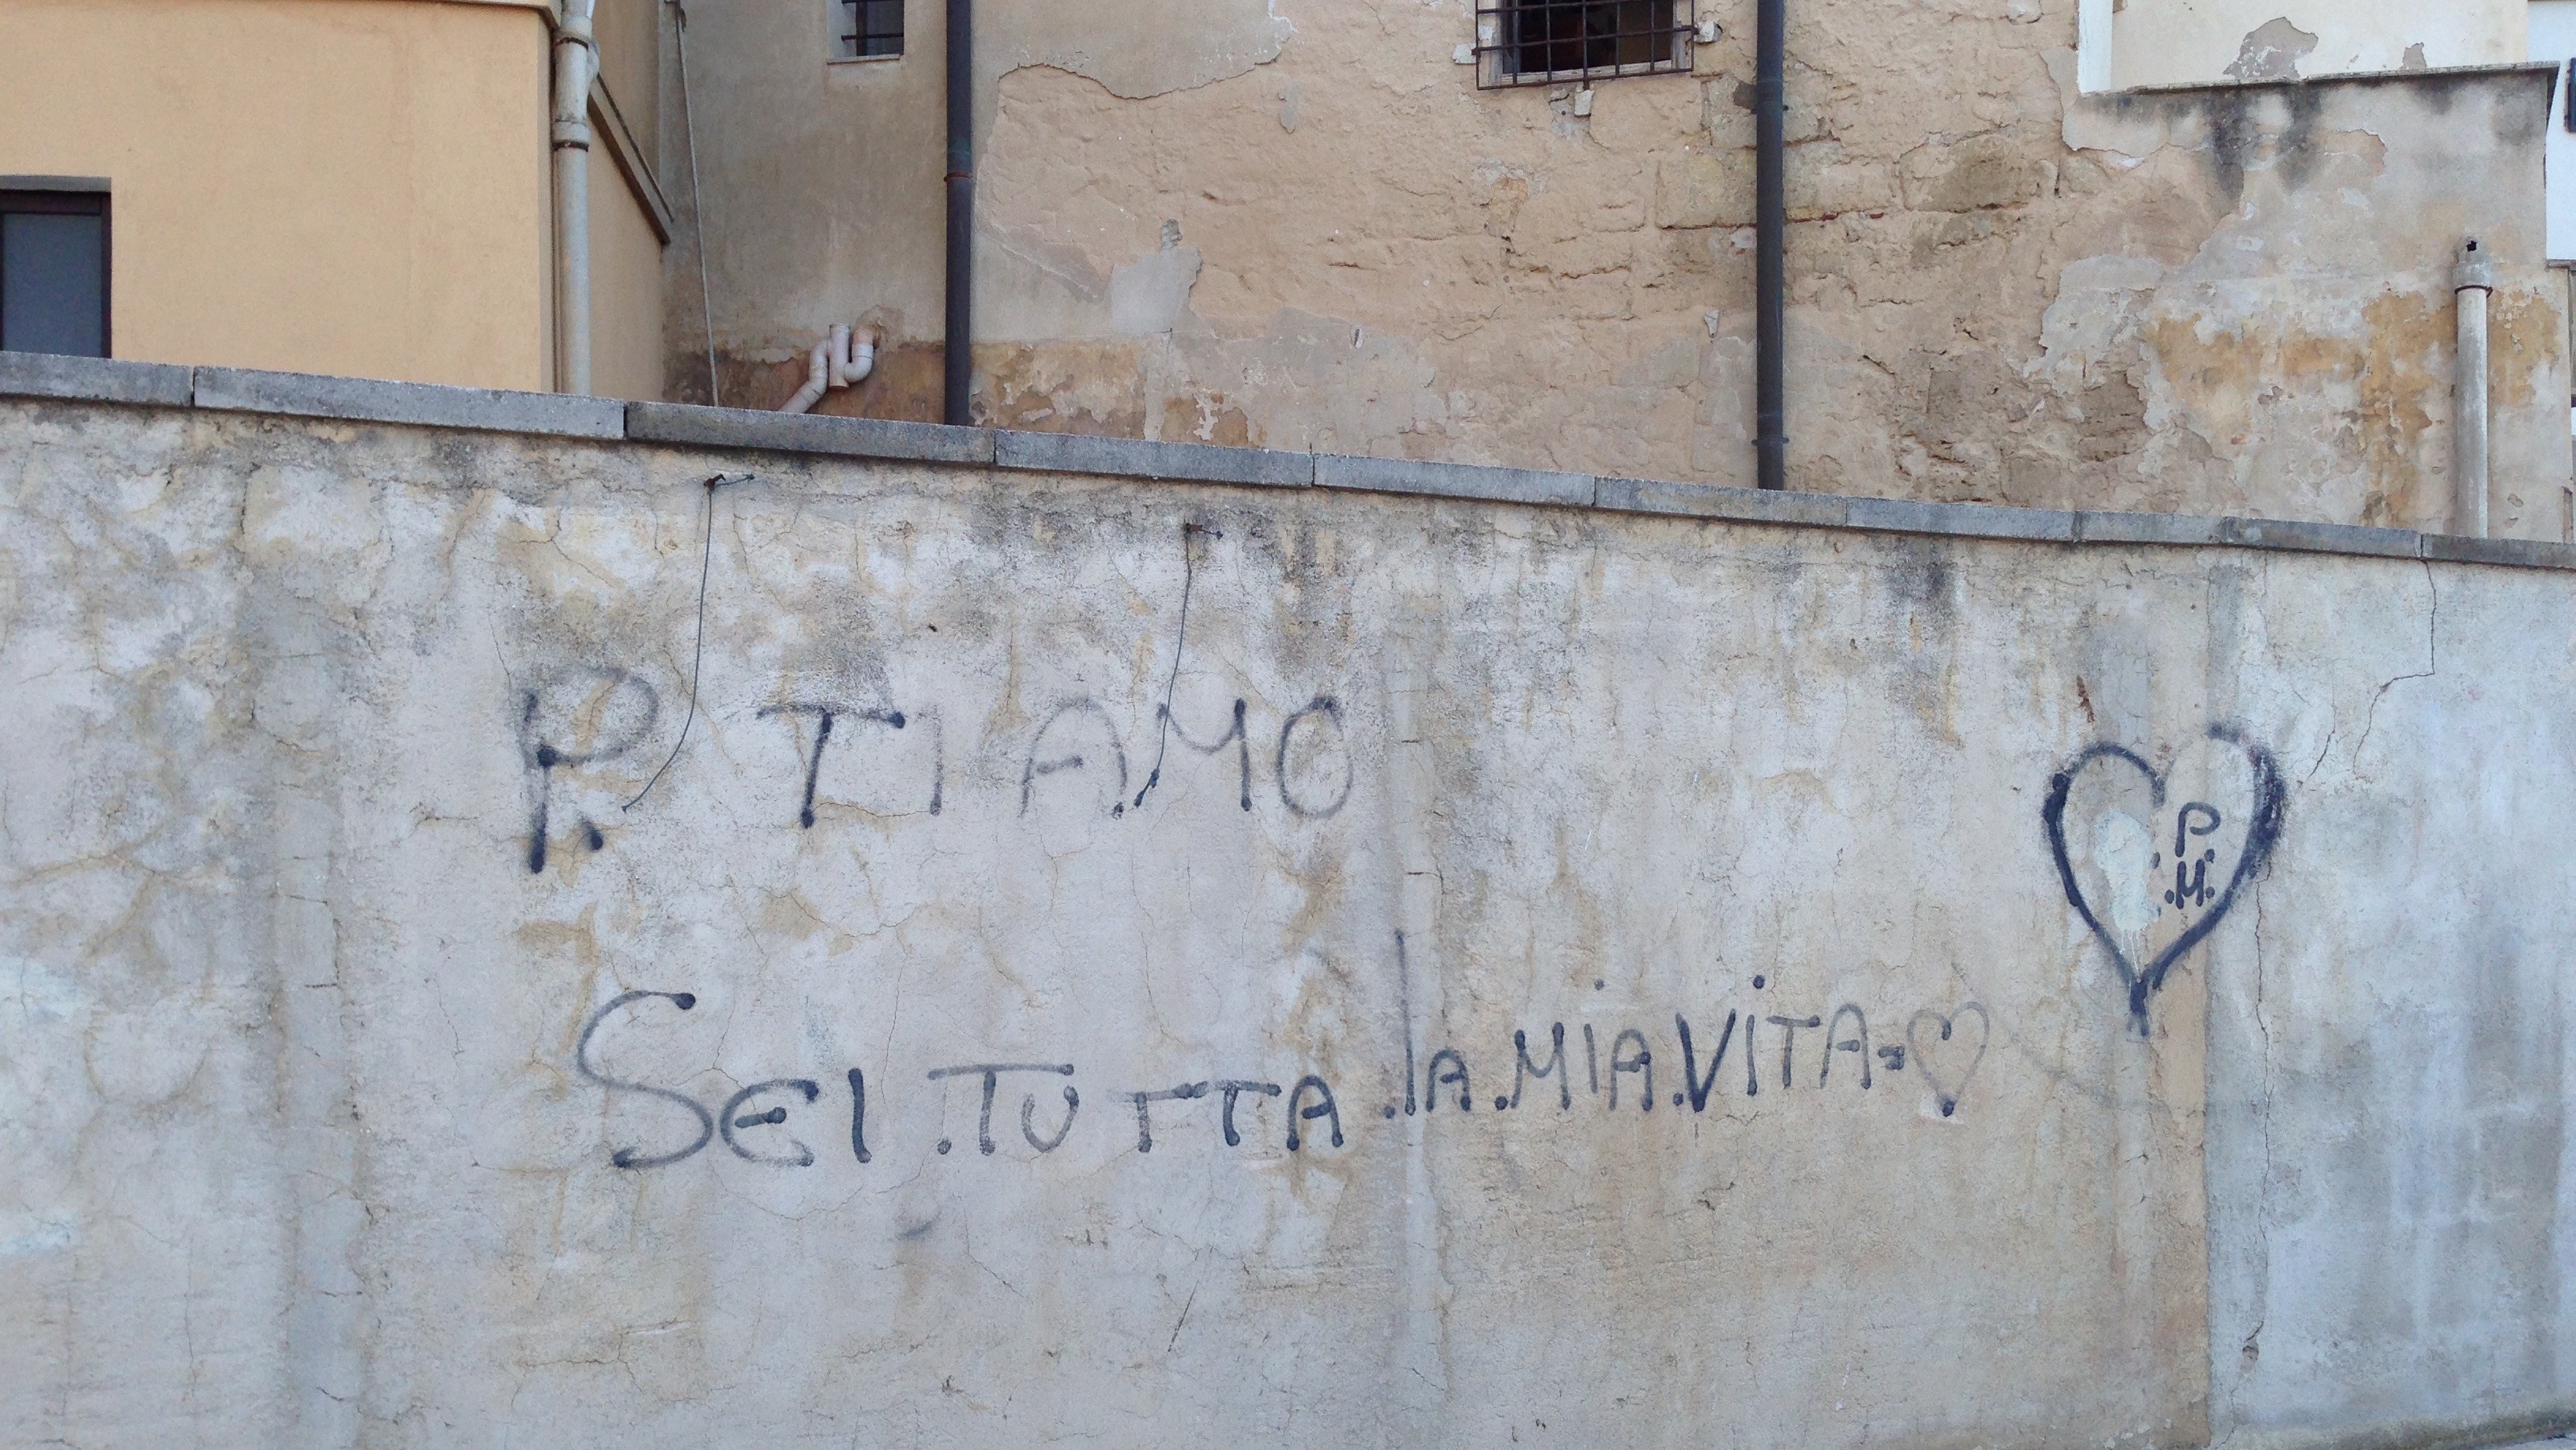 P. TI AMO
SEI .TUTTA .la .MIA .VITA=♡
P
.M.